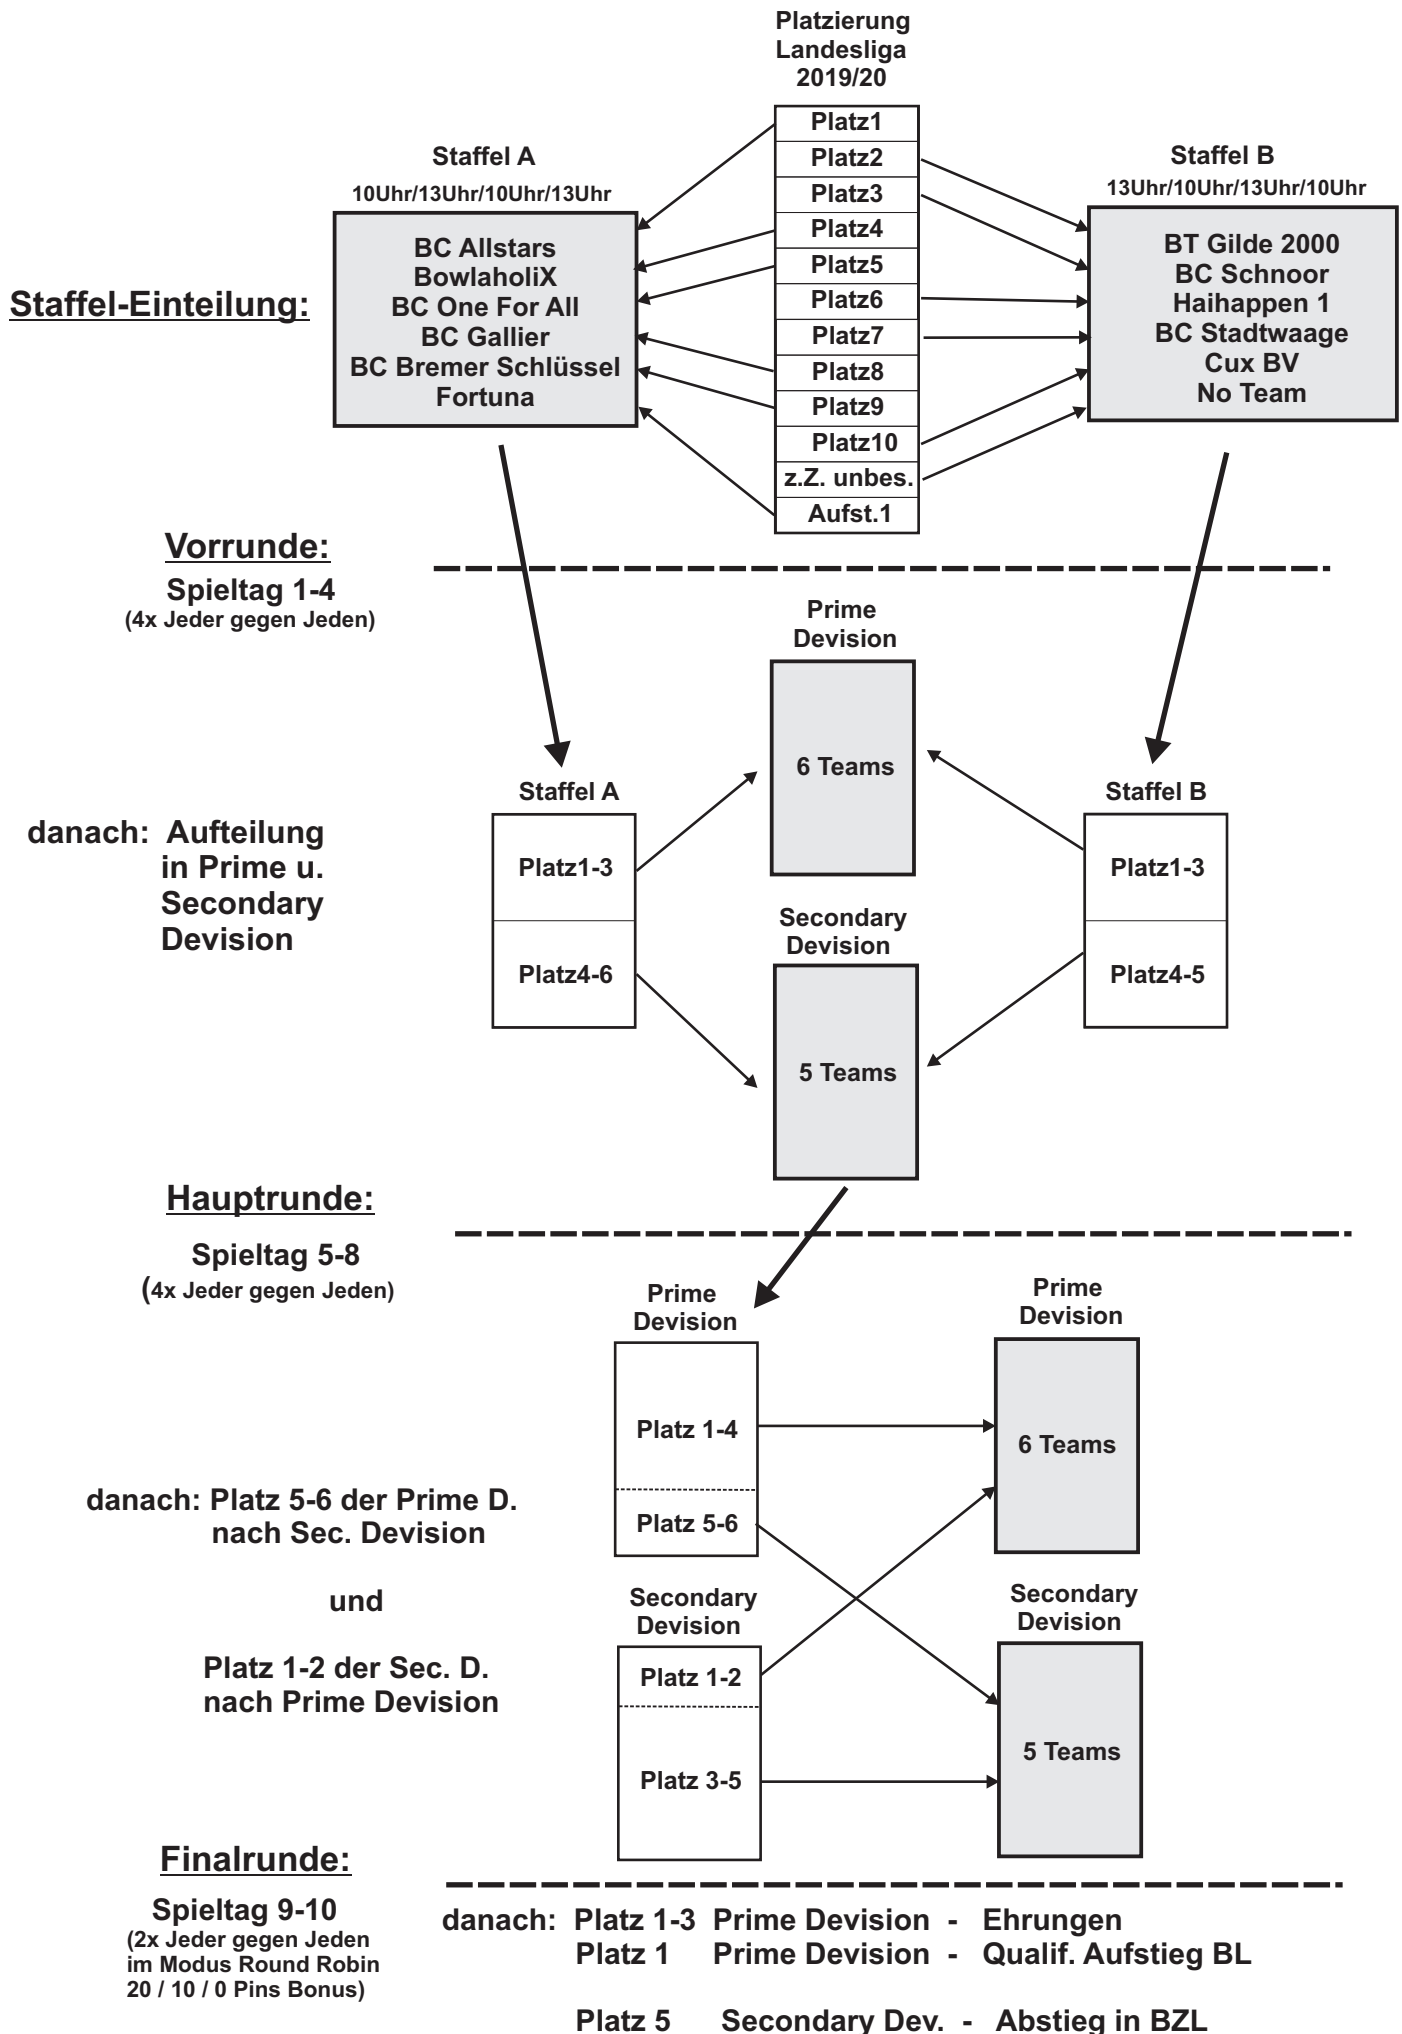 Platzierung
Landesliga
2019/20
Platz1
Platz2
Platz3
Platz4
Platz5
Platz6
Platz7
Platz8
Platz9
Platz10
z.Z. unbes.
Aufst.1
Staffel A
10Uhr/13Uhr/10Uhr/13Uhr
BC Allstars
BowlaholiX
BC One For All
BC Gallier
BC Bremer Schlüssel
Fortuna
Staffel B
13Uhr/10Uhr/13Uhr/10Uhr
BT Gilde 2000
BC Schnoor
Haihappen 1
BC Stadtwaage
Cux BV
No Team
Staffel-Einteilung:
Vorrunde:
Spieltag 1-4
(4x Jeder gegen Jeden)
Prime
Devision
6 Teams
Staffel A
Platz1-3
Platz4-6
Staffel B
Platz1-3
Platz4-5
danach: Aufteilung
in Prime u.
Secondary
Devision
Secondary
Devision
5 Teams
Hauptrunde:
Spieltag 5-8
(4x Jeder gegen Jeden)
Prime
Devision
Platz 1-4
Platz 5-6
Prime
Devision
6 Teams
danach: Platz 5-6 der Prime D.
nach Sec. Devision
und
Platz 1-2 der Sec. D.
nach Prime Devision
Secondary
Devision
Platz 1-2
Platz 3-5
Secondary
Devision
5 Teams
Finalrunde:
Spieltag 9-10
(2x Jeder gegen Jeden
im Modus Round Robin
20 / 10 / 0 Pins Bonus)
danach: Platz 1-3 Prime Devision - Ehrungen
Platz 1 Prime Devision - Qualif. Aufstieg BL
Platz 5 Secondary Dev. - Abstieg in BZL